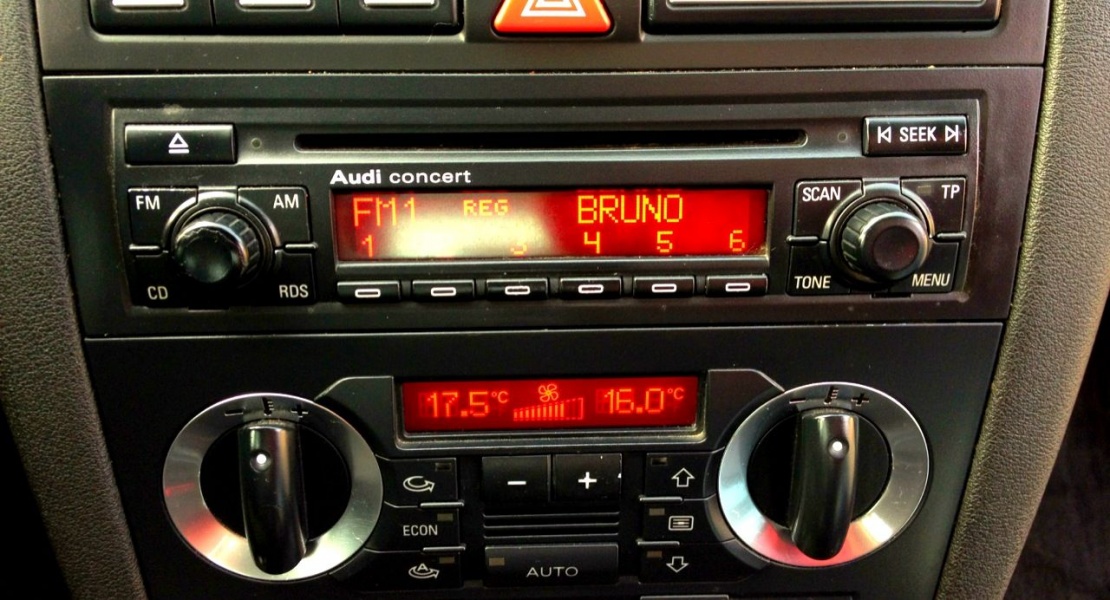 SEEK
Audi concert
FM AM
FM1 REG BRUNO
1 3 4 5 6
SCAN TP
CD RDS
TONE MENU
17.5°C 16.0°C
- +
- +
- +
ECON
A
AUTO